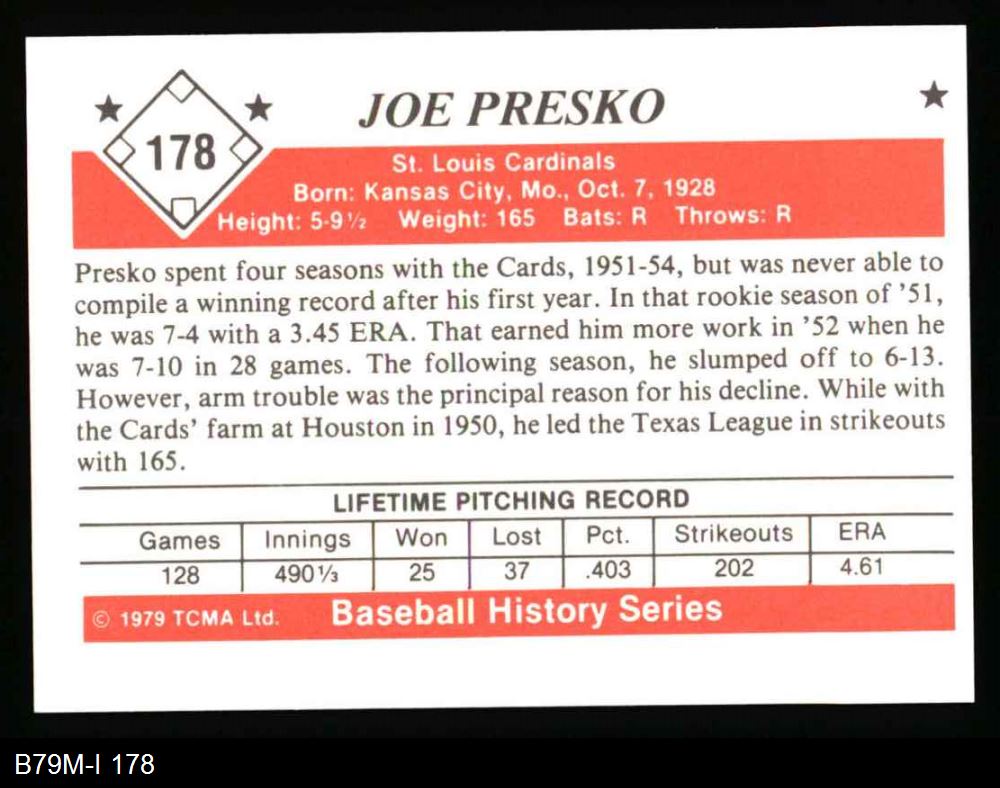 JOE PRESKO
178
St. Louis Cardinals
Born: Kansas City, Mo., Oct. 7, 1928
Height: 5-9½ Weight: 165 Bats: R Throws: R
Presko spent four seasons with the Cards, 1951-54, but was never able to
compile a winning record after his first year. In that rookie season of ’51,
he was 7-4 with a 3.45 ERA. That earned him more work in ’52 when he
was 7-10 in 28 games. The following season, he slumped off to 6-13.
However, arm trouble was the principal reason for his decline. While with
the Cards’ farm at Houston in 1950, he led the Texas League in strikeouts
with 165.
LIFETIME PITCHING RECORD
Games Innings Won Lost Pct. Strikeouts ERA
128 490⅓ 25 37 .403 202 4.61
© 1979 TCMA Ltd. Baseball History Series
B79M-I 178